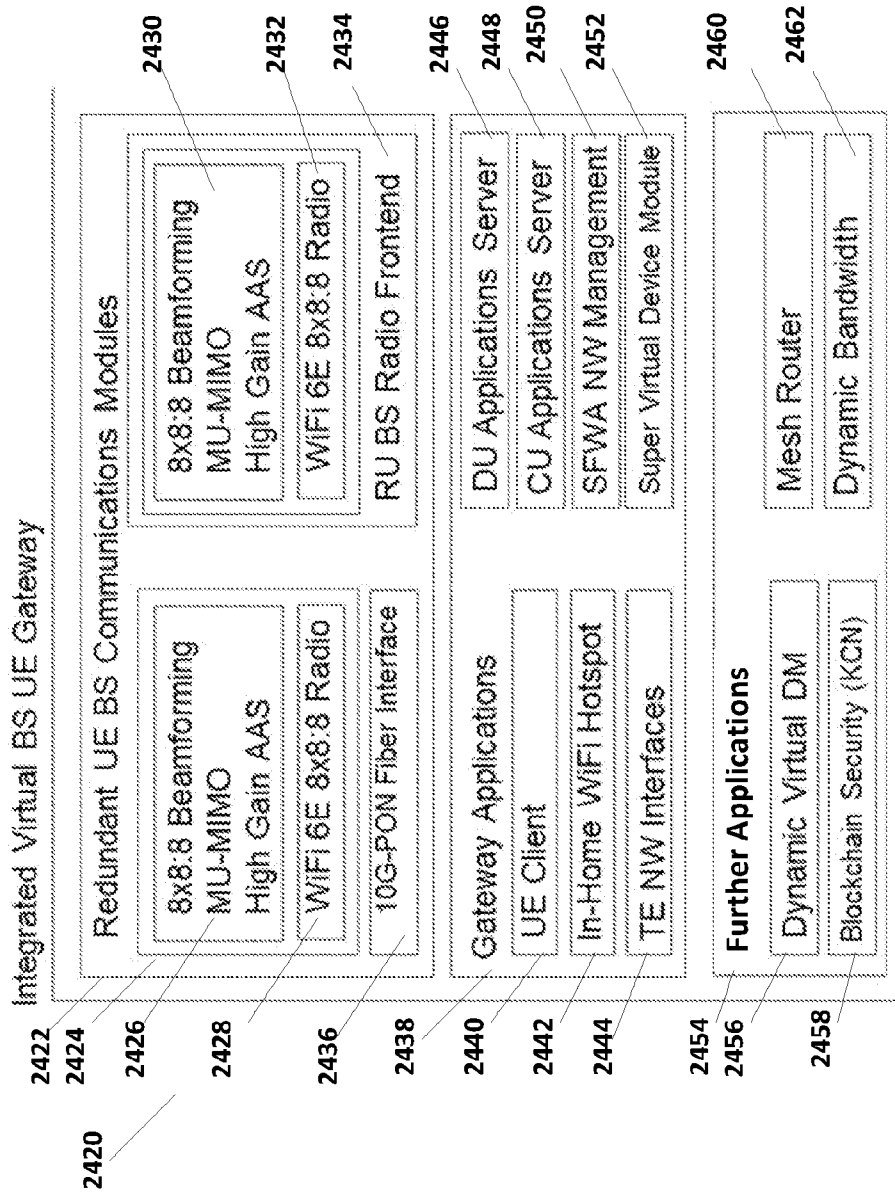 Integrated Virtual BS UE Gateway
Redundant UE BS Communications Modules
8x8:8 Beamforming
MU-MIMO
High Gain AAS
WiFi 6E 8x8:8 Radio
10G-PON Fiber Interface
8x8:8 Beamforming
MU-MIMO
High Gain AAS
WiFi 6E 8x8:8 Radio
RU BS Radio Frontend
Gateway Applications
UE Client
In-Home WiFi Hotspot
TE NW Interfaces
DU Applications Server
CU Applications Server
SFWA NW Management
Super Virtual Device Module
Further Applications
Dynamic Virtual DM
Blockchain Security (KCN)
Mesh Router
Dynamic Bandwidth
2420
2422
2424
2426
2428
2436
2438
2440
2442
2444
2454
2456
2458
2430
2432
2434
2446
2448
2450
2452
2460
2462